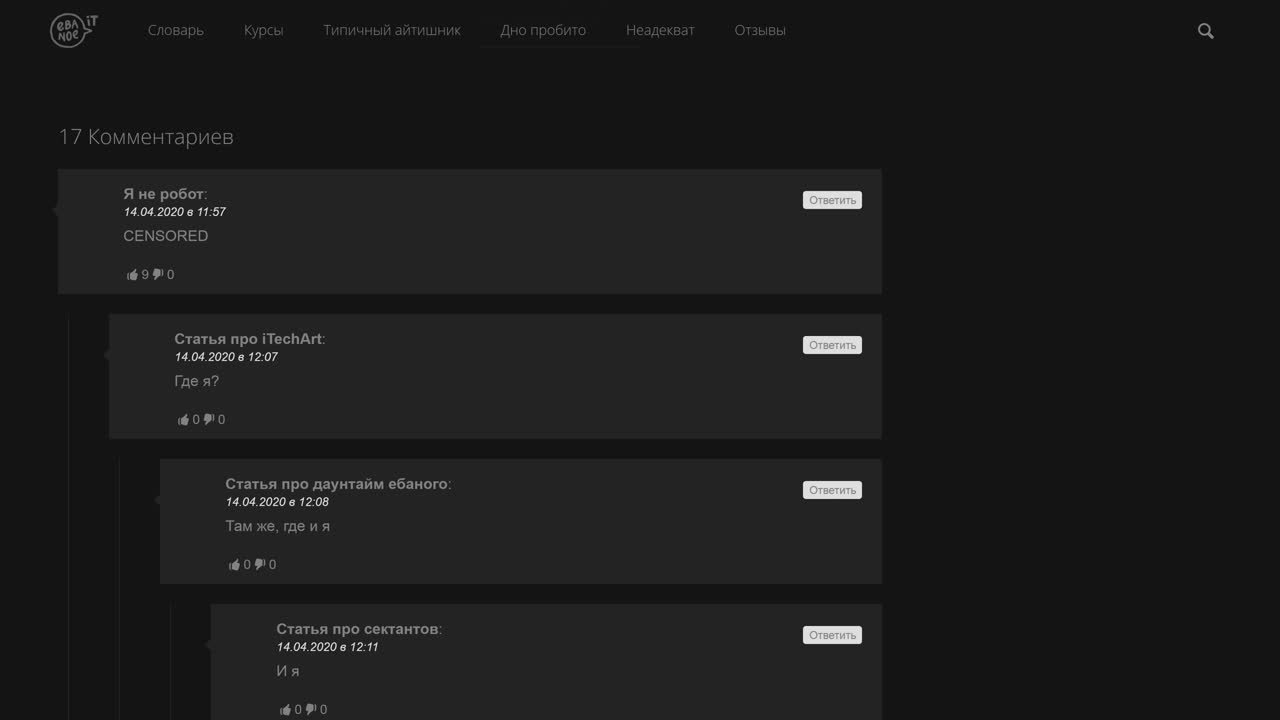 ЕВА
NOE
iT
Словарь
Курсы
Типичный айтишник
Дно пробито
Неадекват
Отзывы
17 Комментариев
Я не робот:
14.04.2020 в 11:57
CENSORED
9 0
Ответить
Статья про iTechArt:
14.04.2020 в 12:07
Где я?
0 0
Ответить
Статья про даунтайм ебаного:
14.04.2020 в 12:08
Там же, где и я
0 0
Ответить
Статья про сектантов:
14.04.2020 в 12:11
И я
0 0
Ответить